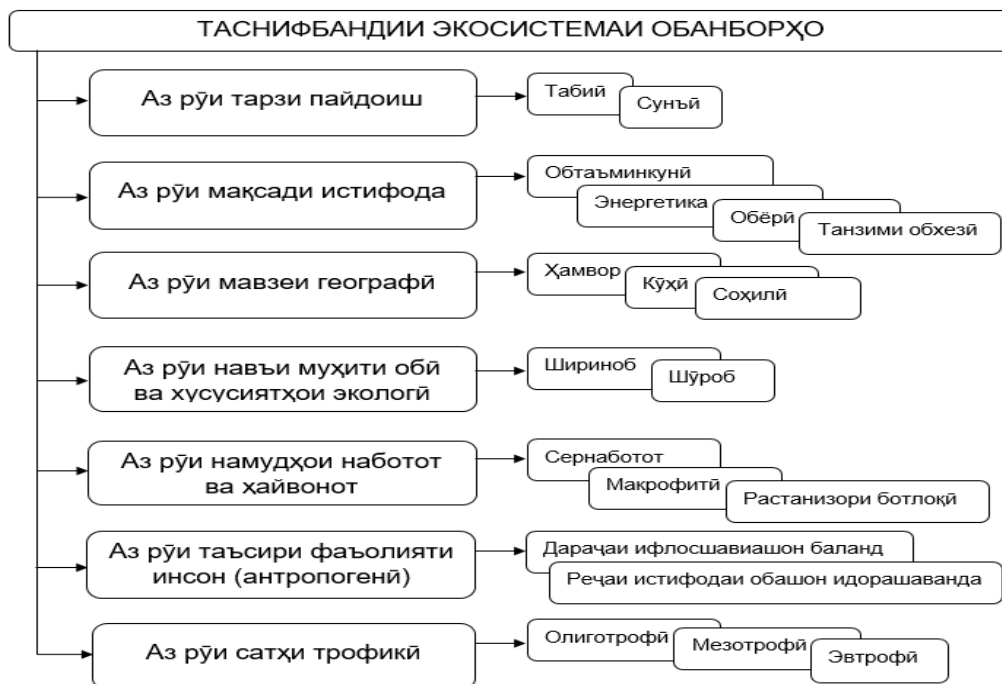 ТАСНИФБАНДИИ ЭКОСИСТЕМАИ ОБАНБОРҲО
Аз рӯи тарзи пайдоиш
Табиӣ
Сунъӣ
Аз рӯи мақсади истифода
Обтаъминкунӣ
Энергетика
Обёрӣ
Танзими обхезӣ
Аз рӯи мавзеи географӣ
Ҳамвор
Кӯҳӣ
Соҳилӣ
Аз рӯи навъи муҳити обӣ
ва хусусиятҳои экологӣ
Шириноб
Шӯроб
Аз рӯи намудҳои наботот
ва ҳайвонот
Сернаботот
Макрофитӣ
Растанизори ботлоқӣ
Аз рӯи таъсири фаъолияти
инсон (антропогенӣ)
Дараҷаи ифлосшавиашон баланд
Реҷаи истифодаи обашон идорашаванда
Аз рӯи сатҳи трофикӣ
Олиготрофӣ
Мезотрофӣ
Эвтрофӣ